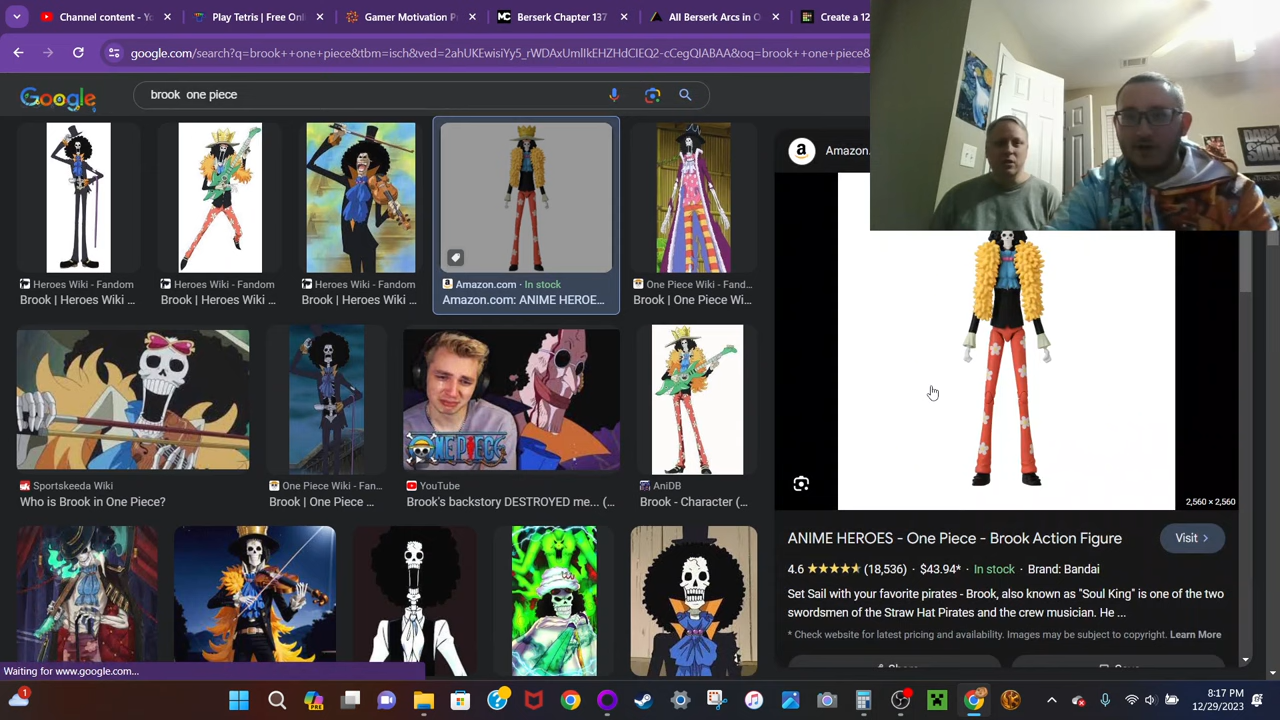 Channel content - Y
Play Tetris | Free Onl
Gamer Motivation P
Berserk Chapter 137
All Berserk Arcs in O
Create a 12
google.com/search?q=brook++one+piece&tbm=isch&ved=2ahUKEwisiYy5_rWDAxUmlIkEHZHdCIEQ2-cCegQIABAA&oq=brook++one+piece&
Google
brook one piece
Heroes Wiki - Fandom
Brook | Heroes Wiki ...
Heroes Wiki - Fandom
Brook | Heroes Wiki ...
Heroes Wiki - Fandom
Brook | Heroes Wiki ...
Amazon.com · In stock
Amazon.com: ANIME HEROE...
One Piece Wiki - Fand...
Brook | One Piece Wi...
Amazon.
DARK
SIDE
ONE PIECE
Sportskeeda Wiki
Who is Brook in One Piece?
One Piece Wiki - Fan...
Brook | One Piece ...
YouTube
Brook's backstory DESTROYED me... (...
AniDB
Brook - Character (...
2,560 × 2,560
ANIME HEROES - One Piece - Brook Action Figure
Visit
4.6 ★★★★★ (18,536) · $43.94* · In stock · Brand: Bandai
Set Sail with your favorite pirates - Brook, also known as "Soul King" is one of the two
swordsmen of the Straw Hat Pirates and the crew musician. He ...
* Check website for latest pricing and availability. Images may be subject to copyright. Learn More
Share
Save
Waiting for www.google.com...
1
PRE
8:17 PM
12/29/2023